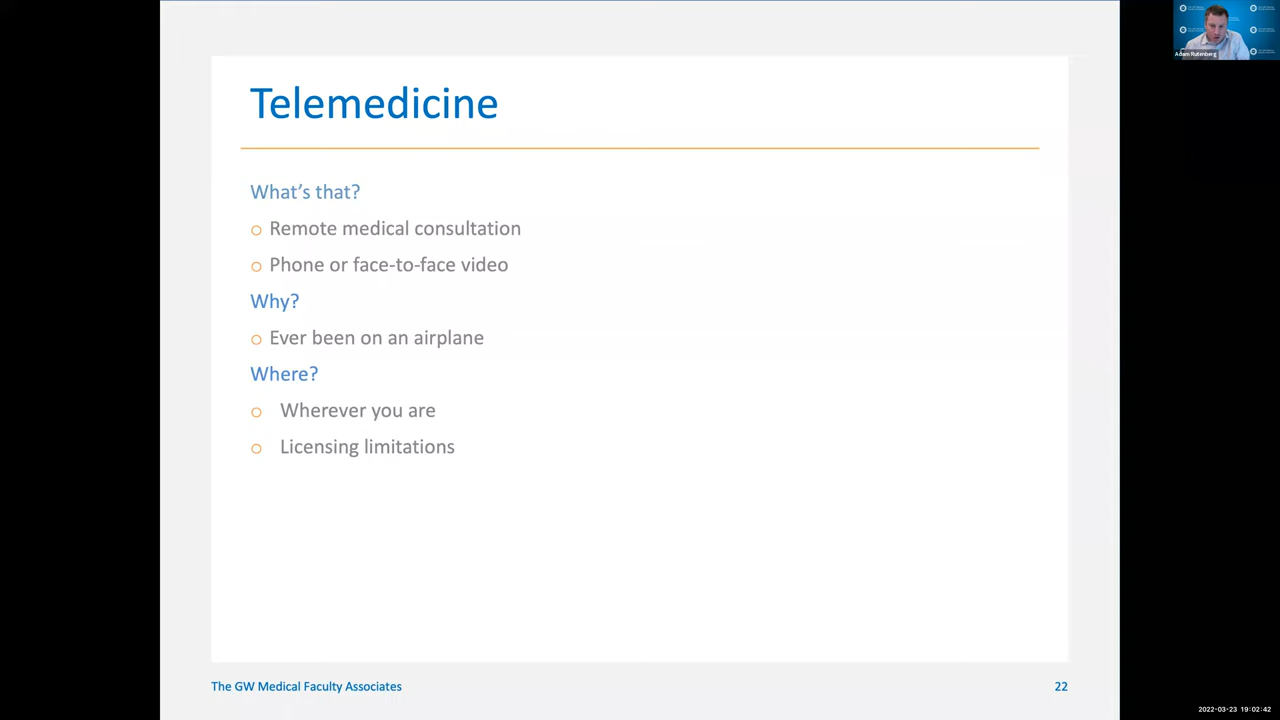 Telemedicine
What's that?
Remote medical consultation
Phone or face-to-face video
Why?
Ever been on an airplane
Where?
Wherever you are
Licensing limitations
The GW Medical Faculty Associates
22
Adam Rutenberg
2022-03-23 19:02:42